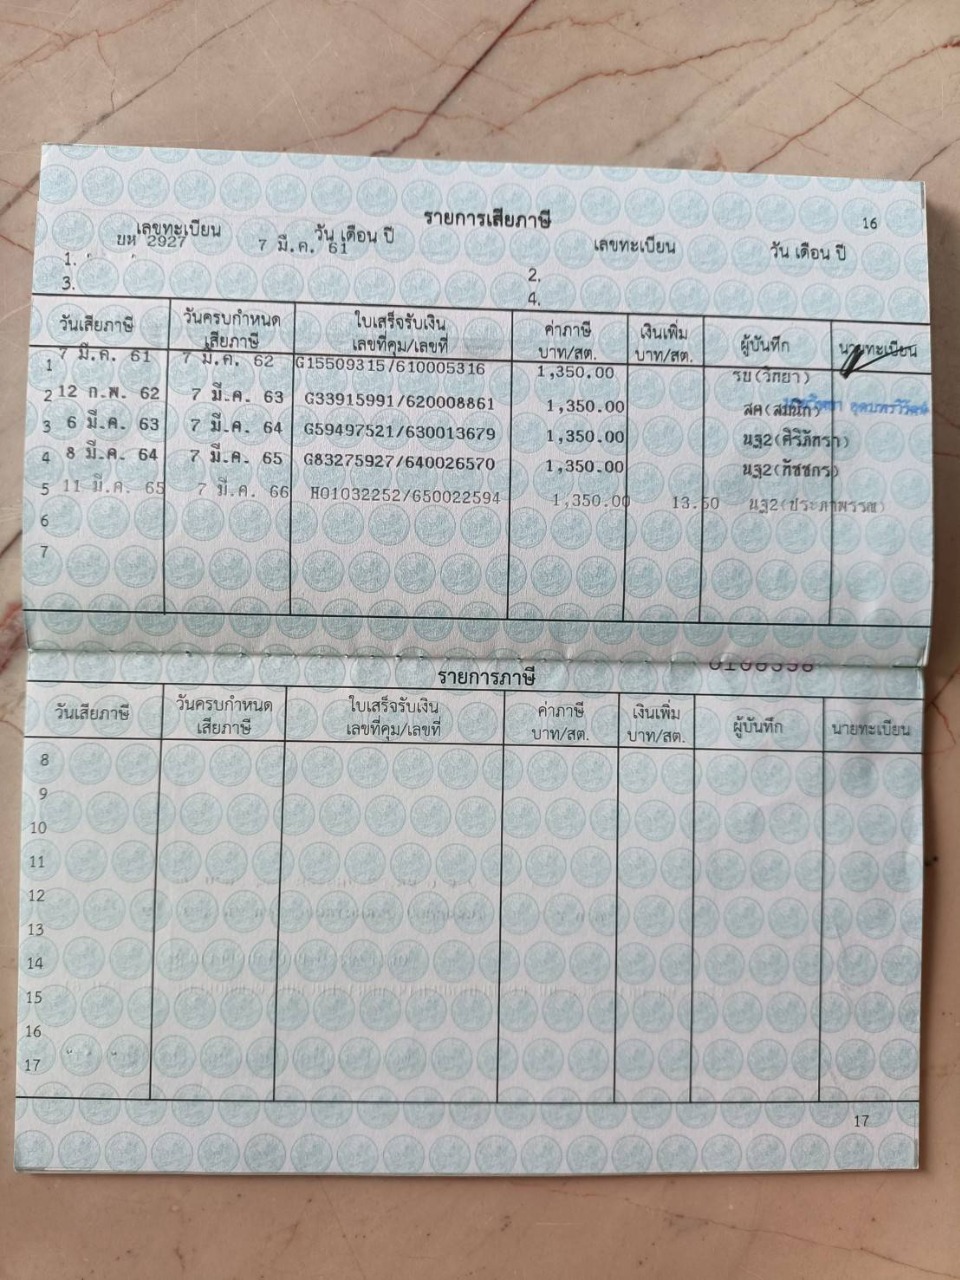 รายการเสียภาษี 16
เลขทะเบียน วัน เดือน ปี เลขทะเบียน วัน เดือน ปี
1. ยห 2927 7 มี.ค. 61 2.
3. 4.
วันเสียภาษี วันครบกำหนด ใบเสร็จรับเงิน ค่าภาษี เงินเพิ่ม ผู้บันทึก นายทะเบียน
เสียภาษี เลขที่คุม/เลขที่ บาท/สต. บาท/สต.
1 7 มี.ค. 61 7 มี.ค. 62 G15509315/610005316 1,350.00 รย(วิทยา)
2 12 ก.พ. 62 7 มี.ค. 63 G33915991/620008861 1,350.00 สค(สมนึก)
3 6 มี.ค. 63 7 มี.ค. 64 G59497521/630013679 1,350.00 นฐ2(ศิริภัทรา)
4 8 มี.ค. 64 7 มี.ค. 65 G83275927/640026570 1,350.00 นฐ2(ทัชชกร)
5 11 มี.ค. 65 7 มี.ค. 66 H01032252/650022594 1,350.00 13.50 นฐ2(ประภาพรรณ)
6
7
รายการภาษี
วันเสียภาษี วันครบกำหนด ใบเสร็จรับเงิน ค่าภาษี เงินเพิ่ม ผู้บันทึก นายทะเบียน
เสียภาษี เลขที่คุม/เลขที่ บาท/สต. บาท/สต.
8
9
10
11
12
13
14
15
16
17
17